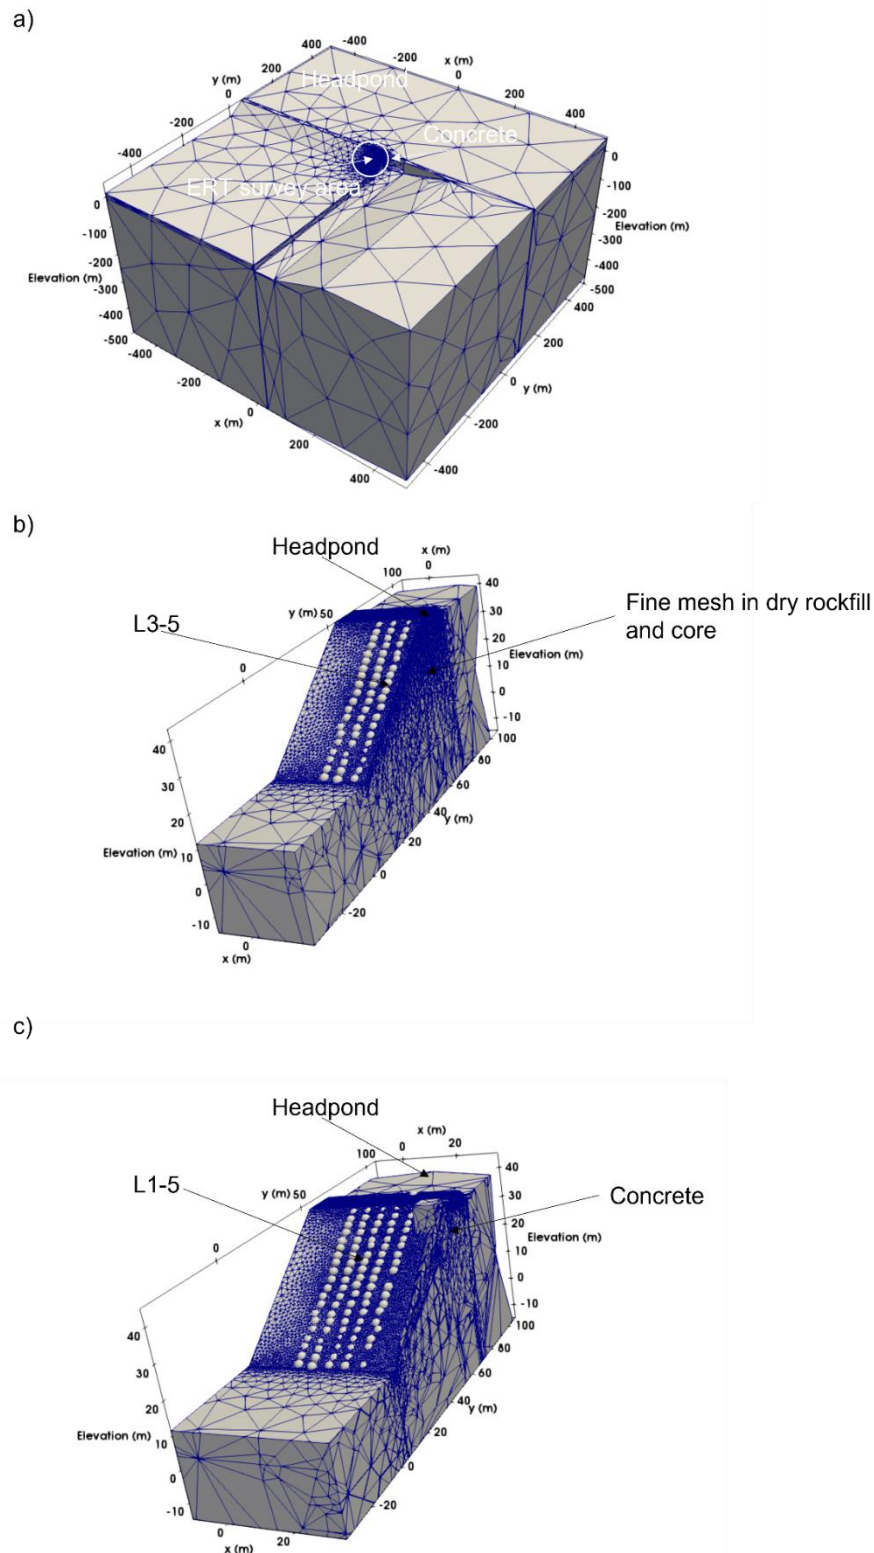 a)
-400
400
-200
x (m)
200
0
y (m)
0
Headpond
200
-200
400
Concrete
-400
0
ERT survey area
-100
0
0
-200
-100
Elevation (m)
-300
-200
-400
Elevation (m)
-300
-500
400
-400
200
-500
-400
0
y (m)
-200
-200
x (m)
0
200
-400
400
b)
Headpond
x (m)
0
100
40
y (m) 50
30
Fine mesh in dry rockfill
and core
L3-5
20
Elevation (m)
10
0
0
-10
40
100
80
30
60
20
40
y (m)
20
Elevation (m) 10
0
0
-20
-10
0
x (m)
c)
Headpond
x (m)
0
20
100
40
L1-5
y (m) 50
30
Concrete
20
Elevation (m)
10
0
0
-10
100
40
80
30
60
20
40
y (m)
20
Elevation (m)
10
0
0
-20
-10
0
20
x (m)